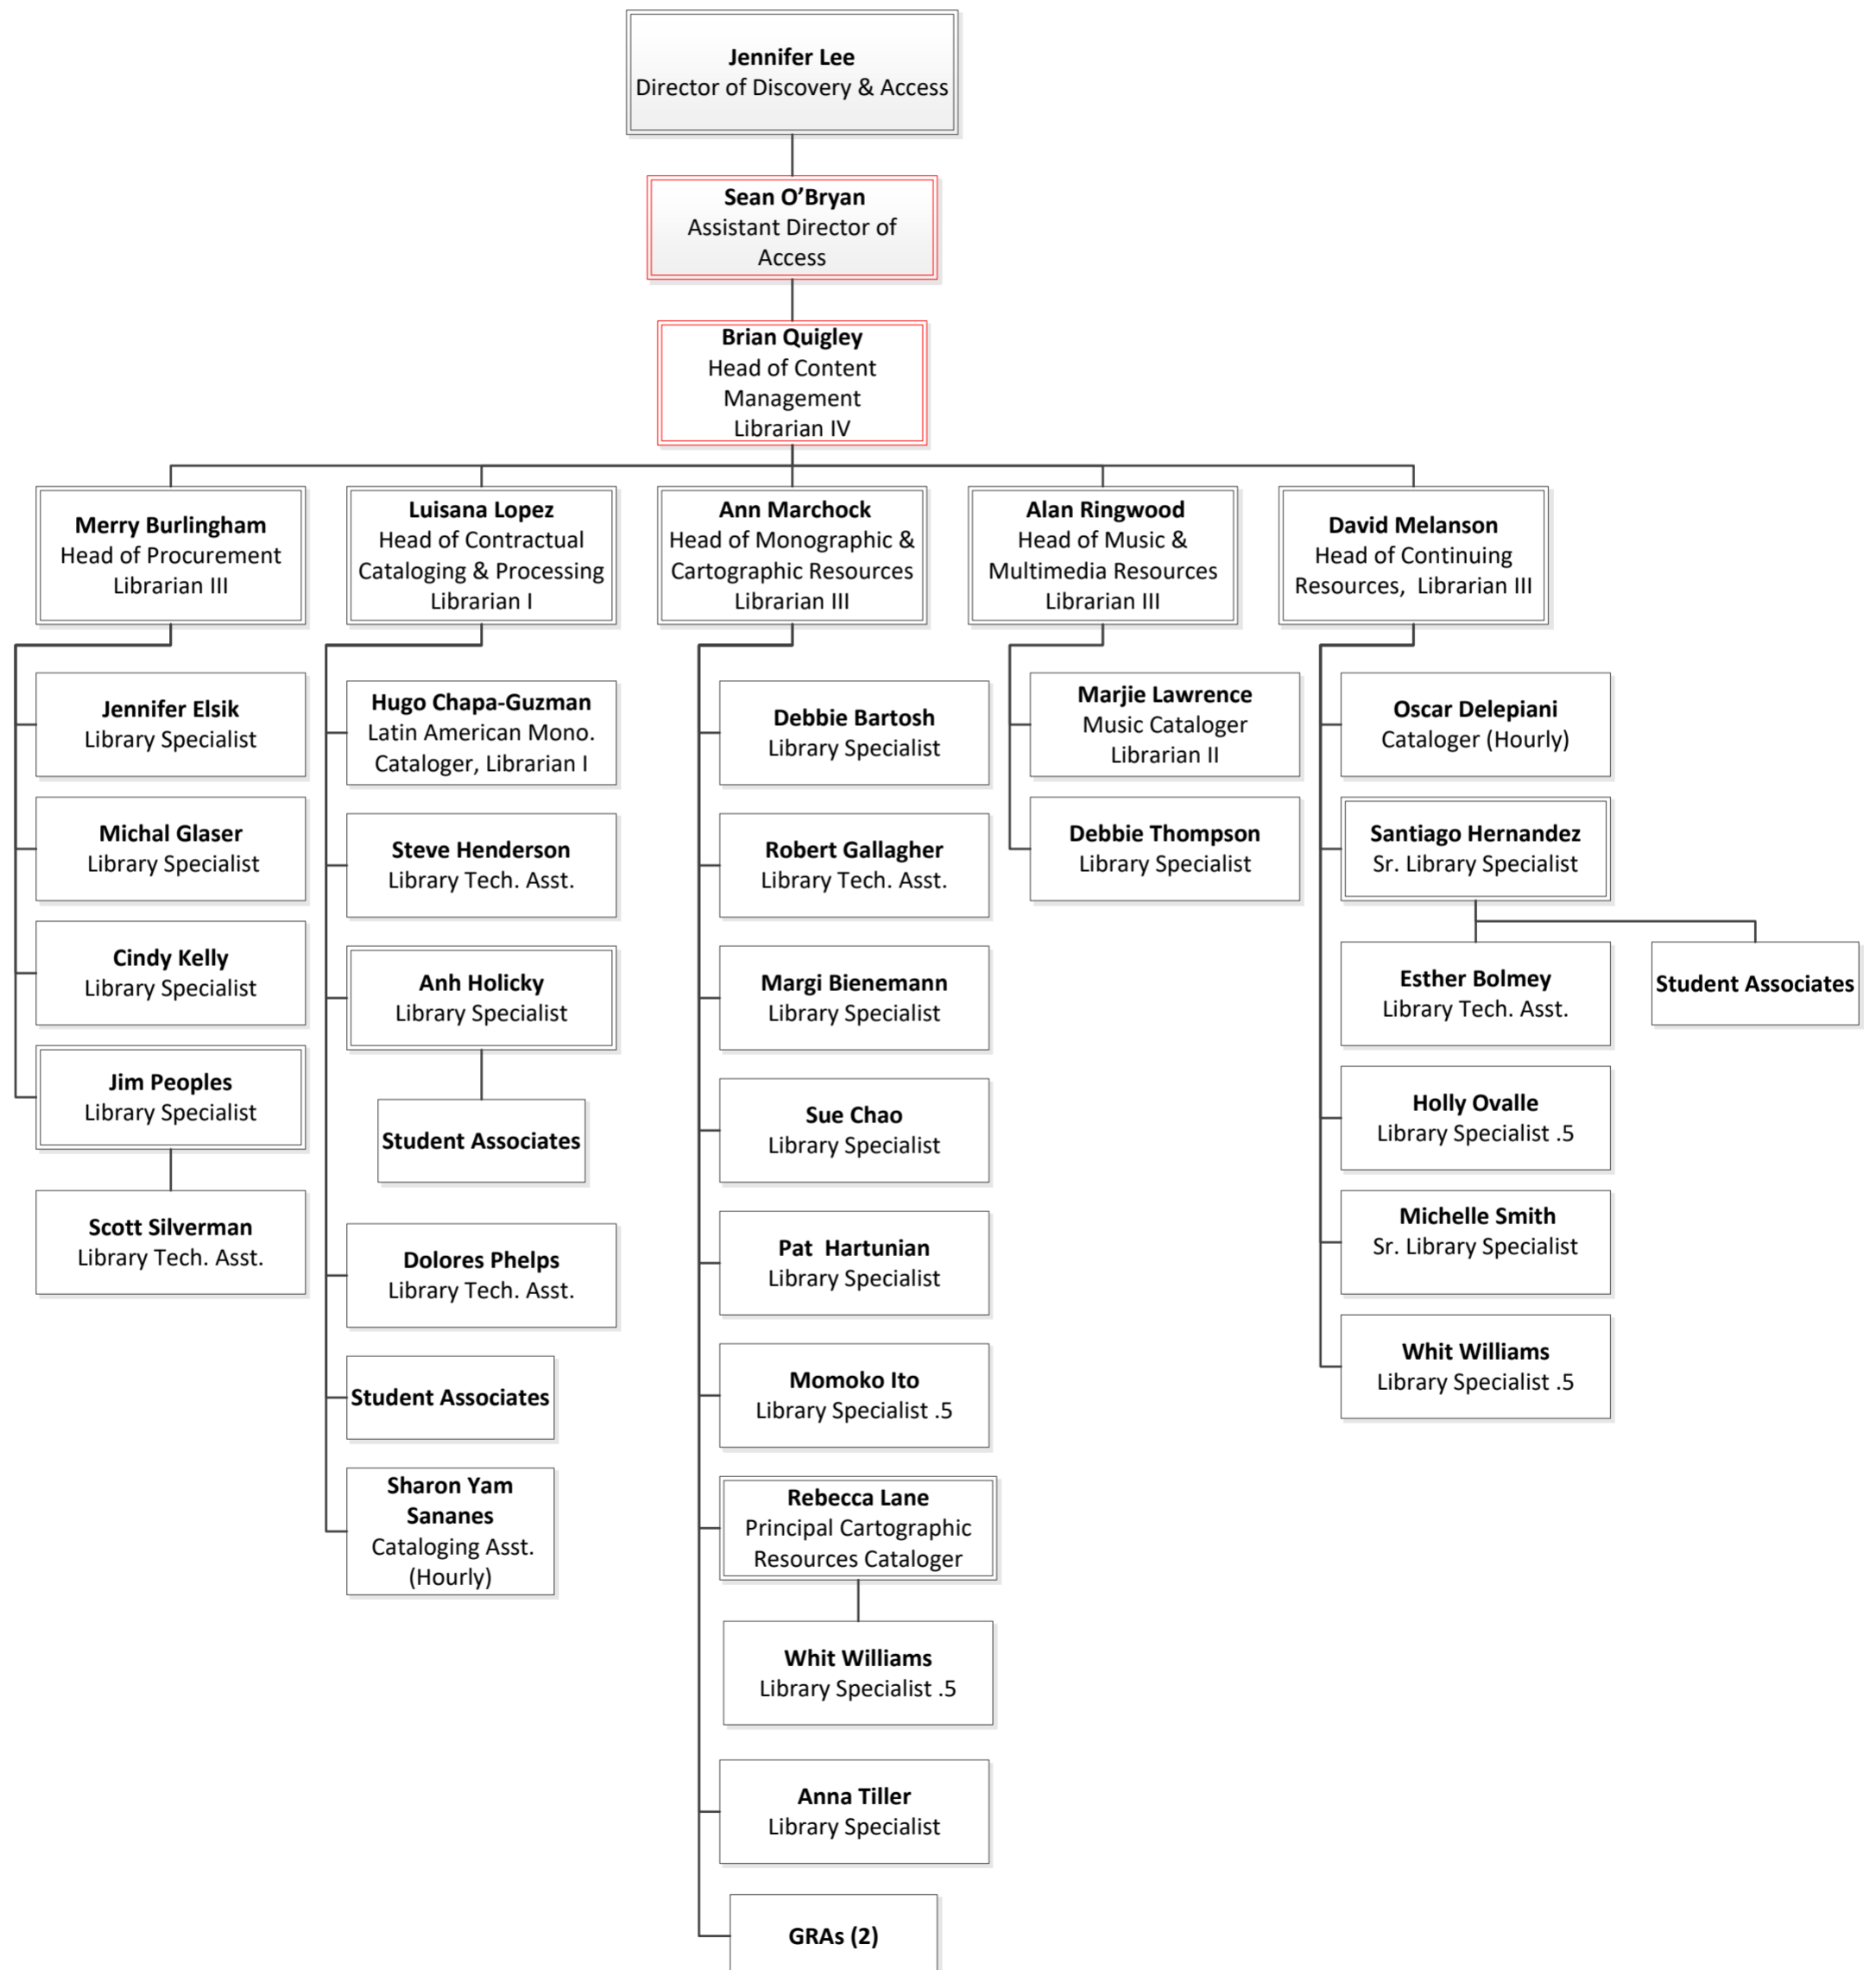 Jennifer Lee
Director of Discovery & Access
Sean O’Bryan
Assistant Director of
Access
Brian Quigley
Head of Content
Management
Librarian IV
Merry Burlingham
Head of Procurement
Librarian III
Luisana Lopez
Head of Contractual
Cataloging & Processing
Librarian I
Ann Marchock
Head of Monographic &
Cartographic Resources
Librarian III
Alan Ringwood
Head of Music &
Multimedia Resources
Librarian III
David Melanson
Head of Continuing
Resources, Librarian III
Jennifer Elsik
Library Specialist
Michal Glaser
Library Specialist
Cindy Kelly
Library Specialist
Jim Peoples
Library Specialist
Scott Silverman
Library Tech. Asst.
Hugo Chapa-Guzman
Latin American Mono.
Cataloger, Librarian I
Steve Henderson
Library Tech. Asst.
Anh Holicky
Library Specialist
Student Associates
Dolores Phelps
Library Tech. Asst.
Student Associates
Sharon Yam
Sananes
Cataloging Asst.
(Hourly)
Debbie Bartosh
Library Specialist
Robert Gallagher
Library Tech. Asst.
Margi Bienemann
Library Specialist
Sue Chao
Library Specialist
Pat Hartunian
Library Specialist
Momoko Ito
Library Specialist .5
Rebecca Lane
Principal Cartographic
Resources Cataloger
Whit Williams
Library Specialist .5
Anna Tiller
Library Specialist
GRAs (2)
Marjie Lawrence
Music Cataloger
Librarian II
Debbie Thompson
Library Specialist
Oscar Delepiani
Cataloger (Hourly)
Santiago Hernandez
Sr. Library Specialist
Esther Bolmey
Library Tech. Asst.
Student Associates
Holly Ovalle
Library Specialist .5
Michelle Smith
Sr. Library Specialist
Whit Williams
Library Specialist .5